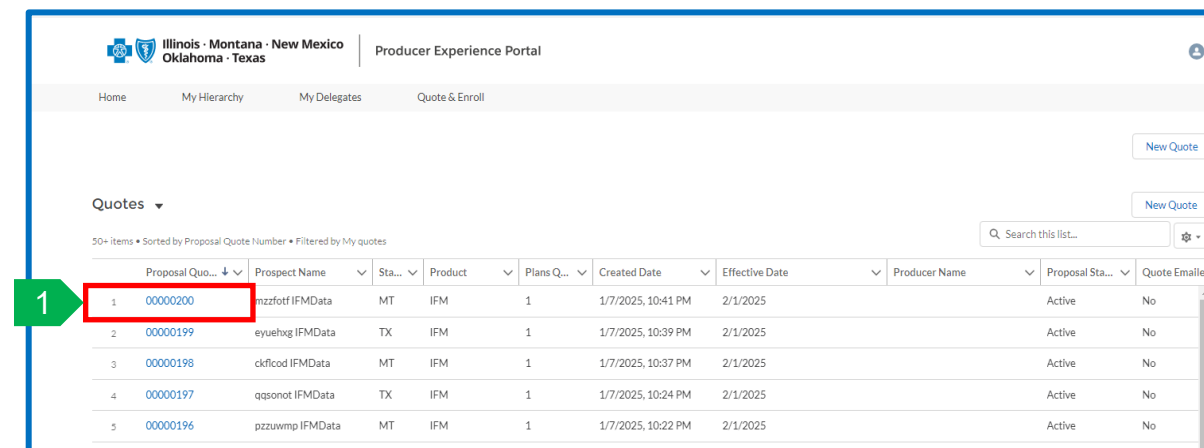 Illinois · Montana · New Mexico
Oklahoma · Texas
Producer Experience Portal
Home My Hierarchy My Delegates Quote & Enroll
New Quote
Quotes
New Quote
50+ items • Sorted by Proposal Quote Number • Filtered by My quotes
Search this list...
Proposal Quo... Prospect Name Sta... Product Plans Q... Created Date Effective Date Producer Name Proposal Sta... Quote Emaile
1
1 00000200 mzzfotf IFMData MT IFM 1 1/7/2025, 10:41 PM 2/1/2025 Active No
2 00000199 eyuehxg IFMData TX IFM 1 1/7/2025, 10:39 PM 2/1/2025 Active No
3 00000198 ckflcod IFMData MT IFM 1 1/7/2025, 10:37 PM 2/1/2025 Active No
4 00000197 qqsonot IFMData TX IFM 1 1/7/2025, 10:24 PM 2/1/2025 Active No
5 00000196 pzzuwmp IFMData MT IFM 1 1/7/2025, 10:22 PM 2/1/2025 Active No